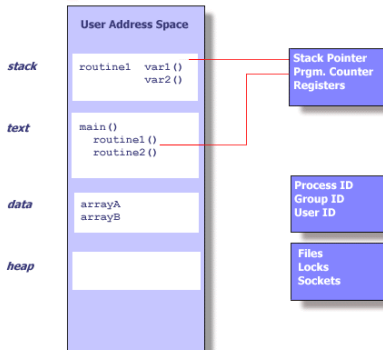 User Address Space
stack
routine1 var1()
var2()
text
main()
routine1()
routine2()
data
arrayA
arrayB
heap
Stack Pointer
Prgm. Counter
Registers
Process ID
Group ID
User ID
Files
Locks
Sockets